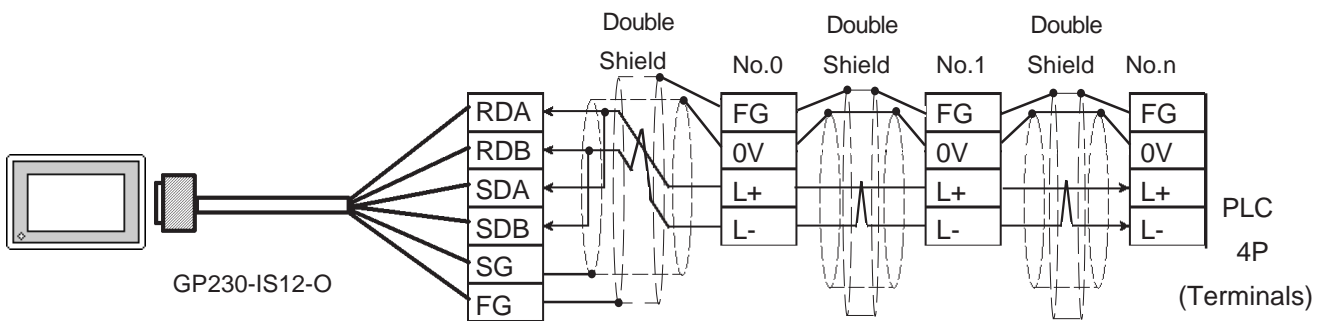 Double
Double
Double
Shield
No.0
Shield
No.1
Shield
No.n
RDA
FG
FG
FG
RDB
0V
0V
0V
SDA
L+
L+
L+
PLC
SDB
L-
L-
L-
4P
SG
GP230-IS12-O
(Terminals)
FG